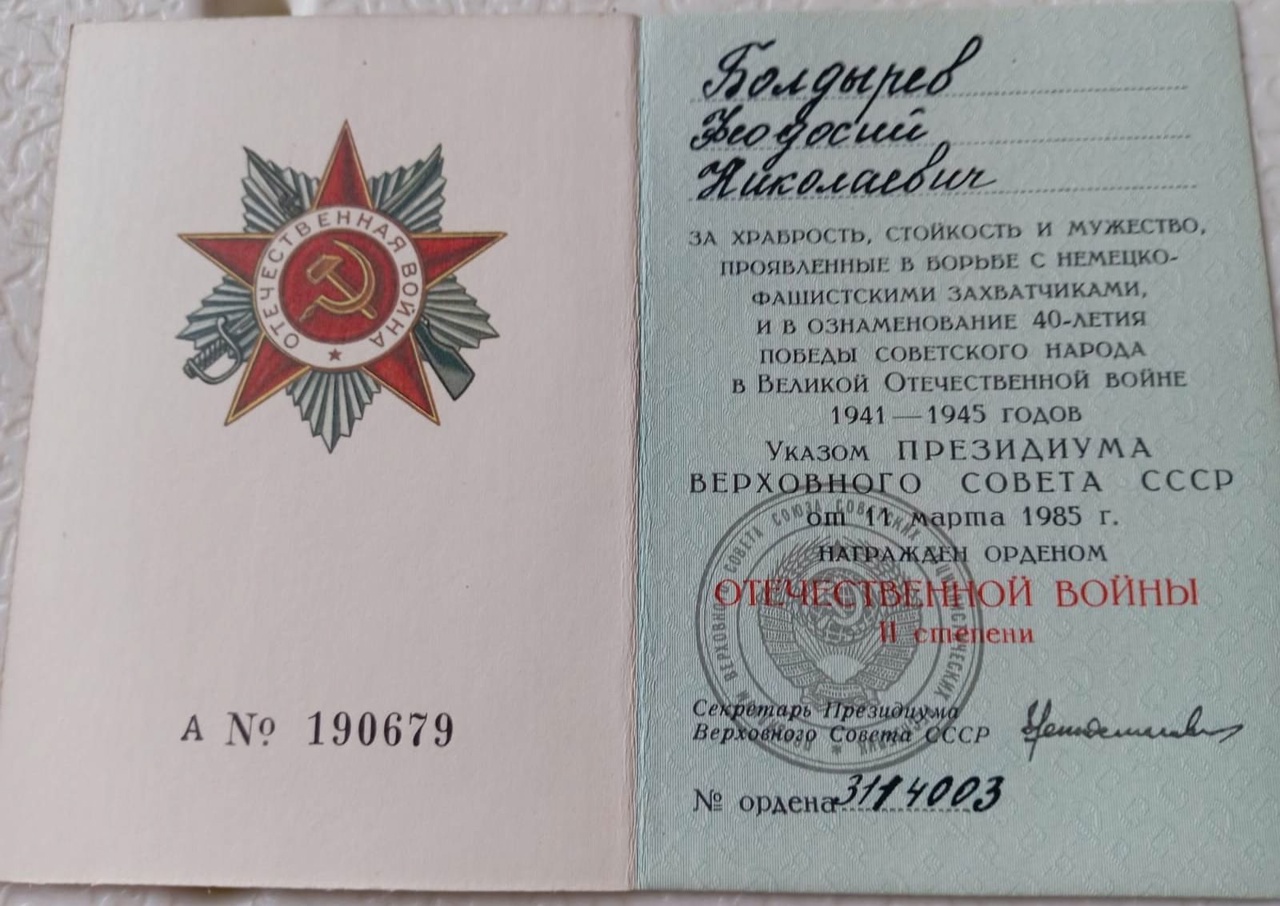 ОТЕЧЕСТВЕННАЯ ВОЙНА
А № 190679
Болдырев
Феодосий
Николаевич
ЗА ХРАБРОСТЬ, СТОЙКОСТЬ И МУЖЕСТВО,
ПРОЯВЛЕННЫЕ В БОРЬБЕ С НЕМЕЦКО-
ФАШИСТСКИМИ ЗАХВАТЧИКАМИ,
И В ОЗНАМЕНОВАНИЕ 40-ЛЕТИЯ
ПОБЕДЫ СОВЕТСКОГО НАРОДА
В ВЕЛИКОЙ ОТЕЧЕСТВЕННОЙ ВОЙНЕ
1941—1945 ГОДОВ
УКАЗОМ ПРЕЗИДИУМА
ВЕРХОВНОГО СОВЕТА СССР
от 11 марта 1985 г.
НАГРАЖДЕН ОРДЕНОМ
ОТЕЧЕСТВЕННОЙ ВОЙНЫ
II степени
Секретарь Президиума
Верховного Совета СССР
№ ордена 3114003